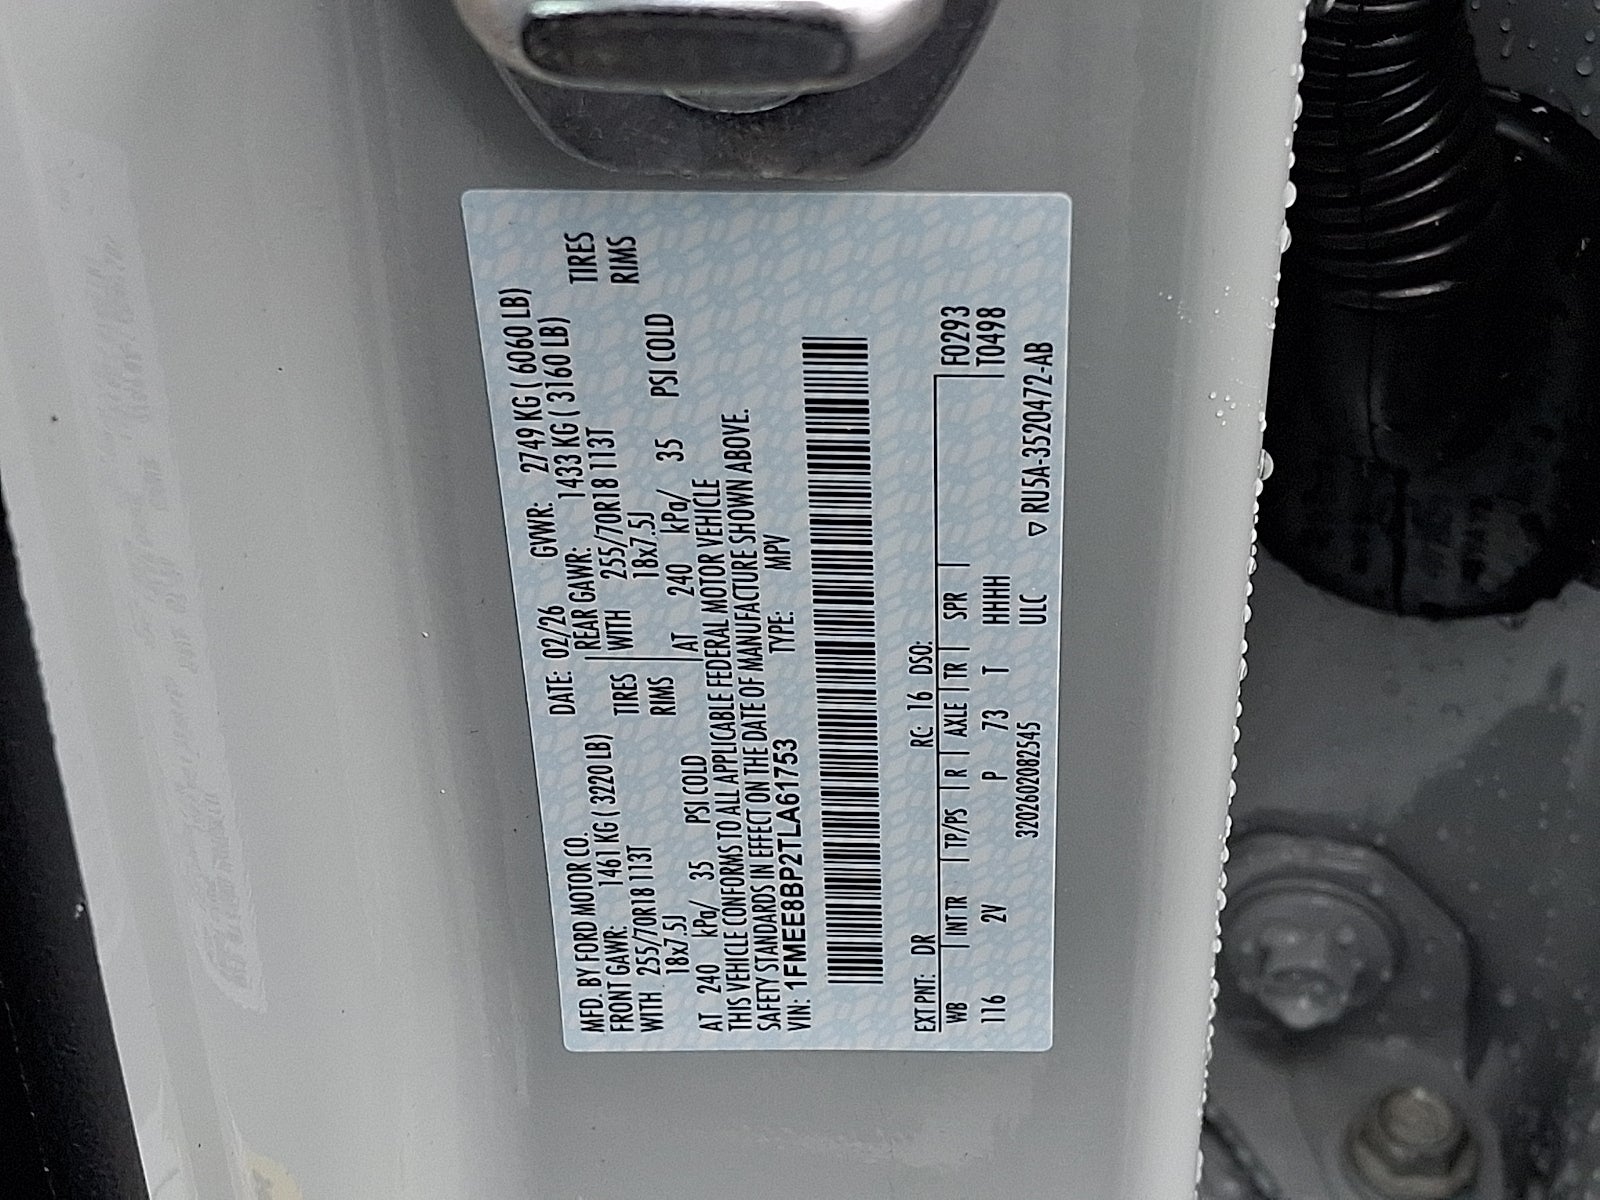 MFD. BY FORD MOTOR CO. DATE: 02/26 GVWR: 2749 KG ( 6060 LB)
FRONT GAWR: 1461 KG ( 3220 LB) REAR GAWR: 1433 KG ( 3160 LB)
WITH 255/70R18 113T TIRES WITH 255/70R18 113T TIRES
18x7.5J RIMS 18x7.5J RIMS
AT 240 kPa/ 35 PSI COLD AT 240 kPa/ 35 PSI COLD
THIS VEHICLE CONFORMS TO ALL APPLICABLE FEDERAL MOTOR VEHICLE
SAFETY STANDARDS IN EFFECT ON THE DATE OF MANUFACTURE SHOWN ABOVE.
VIN: 1FMEE8BP2TLA61753 TYPE: MPV
EXT PNT: DR RC: 16 DSO:
WB INT TR TP/PS R AXLE TR SPR F0293
116 2V P 73 T HHHH T0498
320260208254​5 ULC ▽ RU5A-3520472-AB